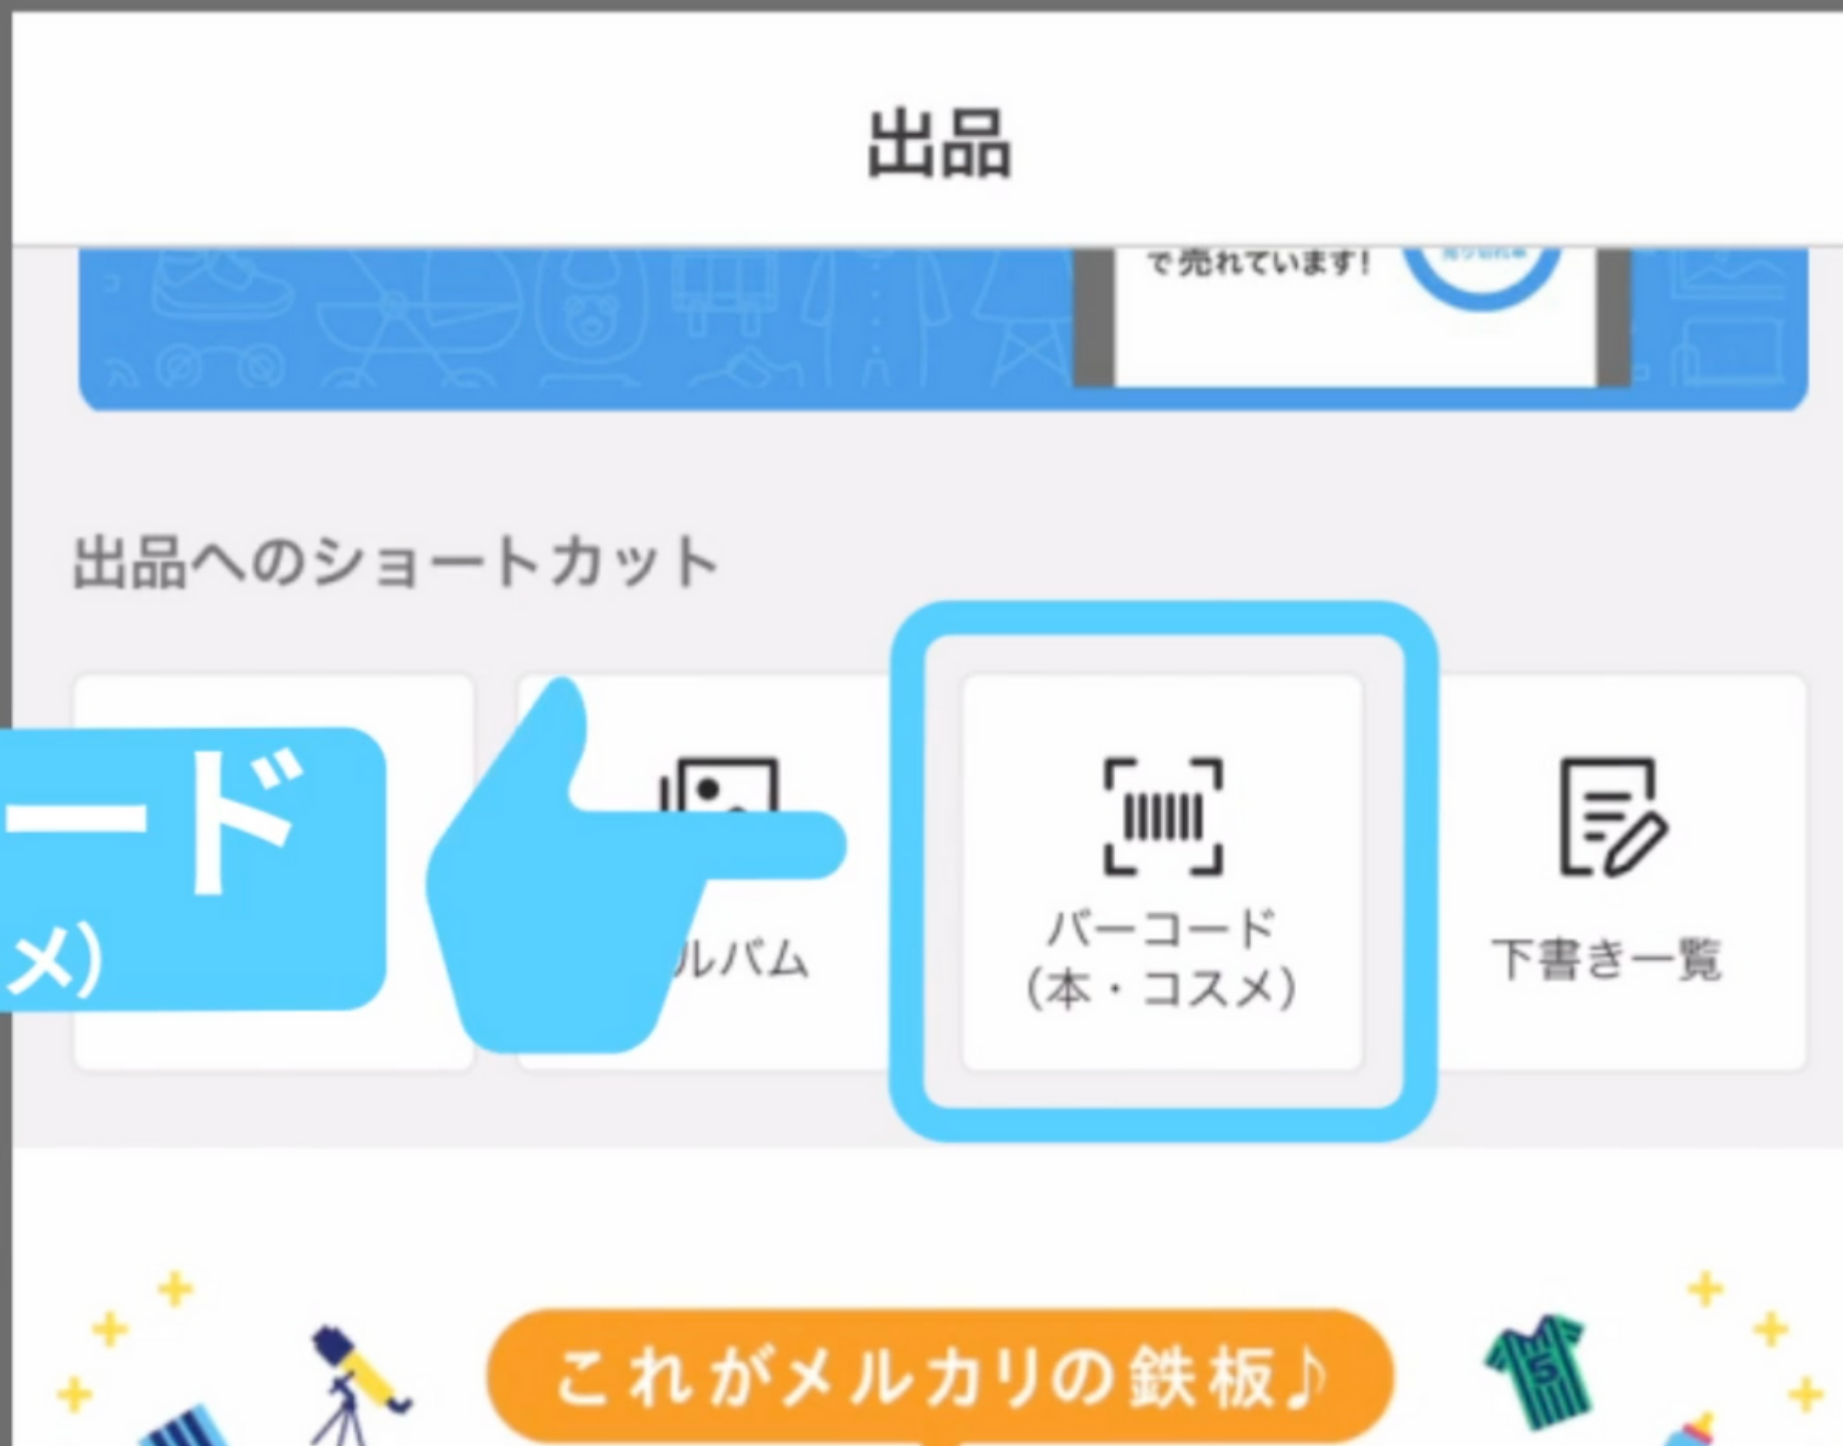 出品
で売れています!
出品へのショートカット
ード
メ)
ルバム
バーコード
(本・コスメ)
下書き一覧
これがメルカリの鉄板♪
5